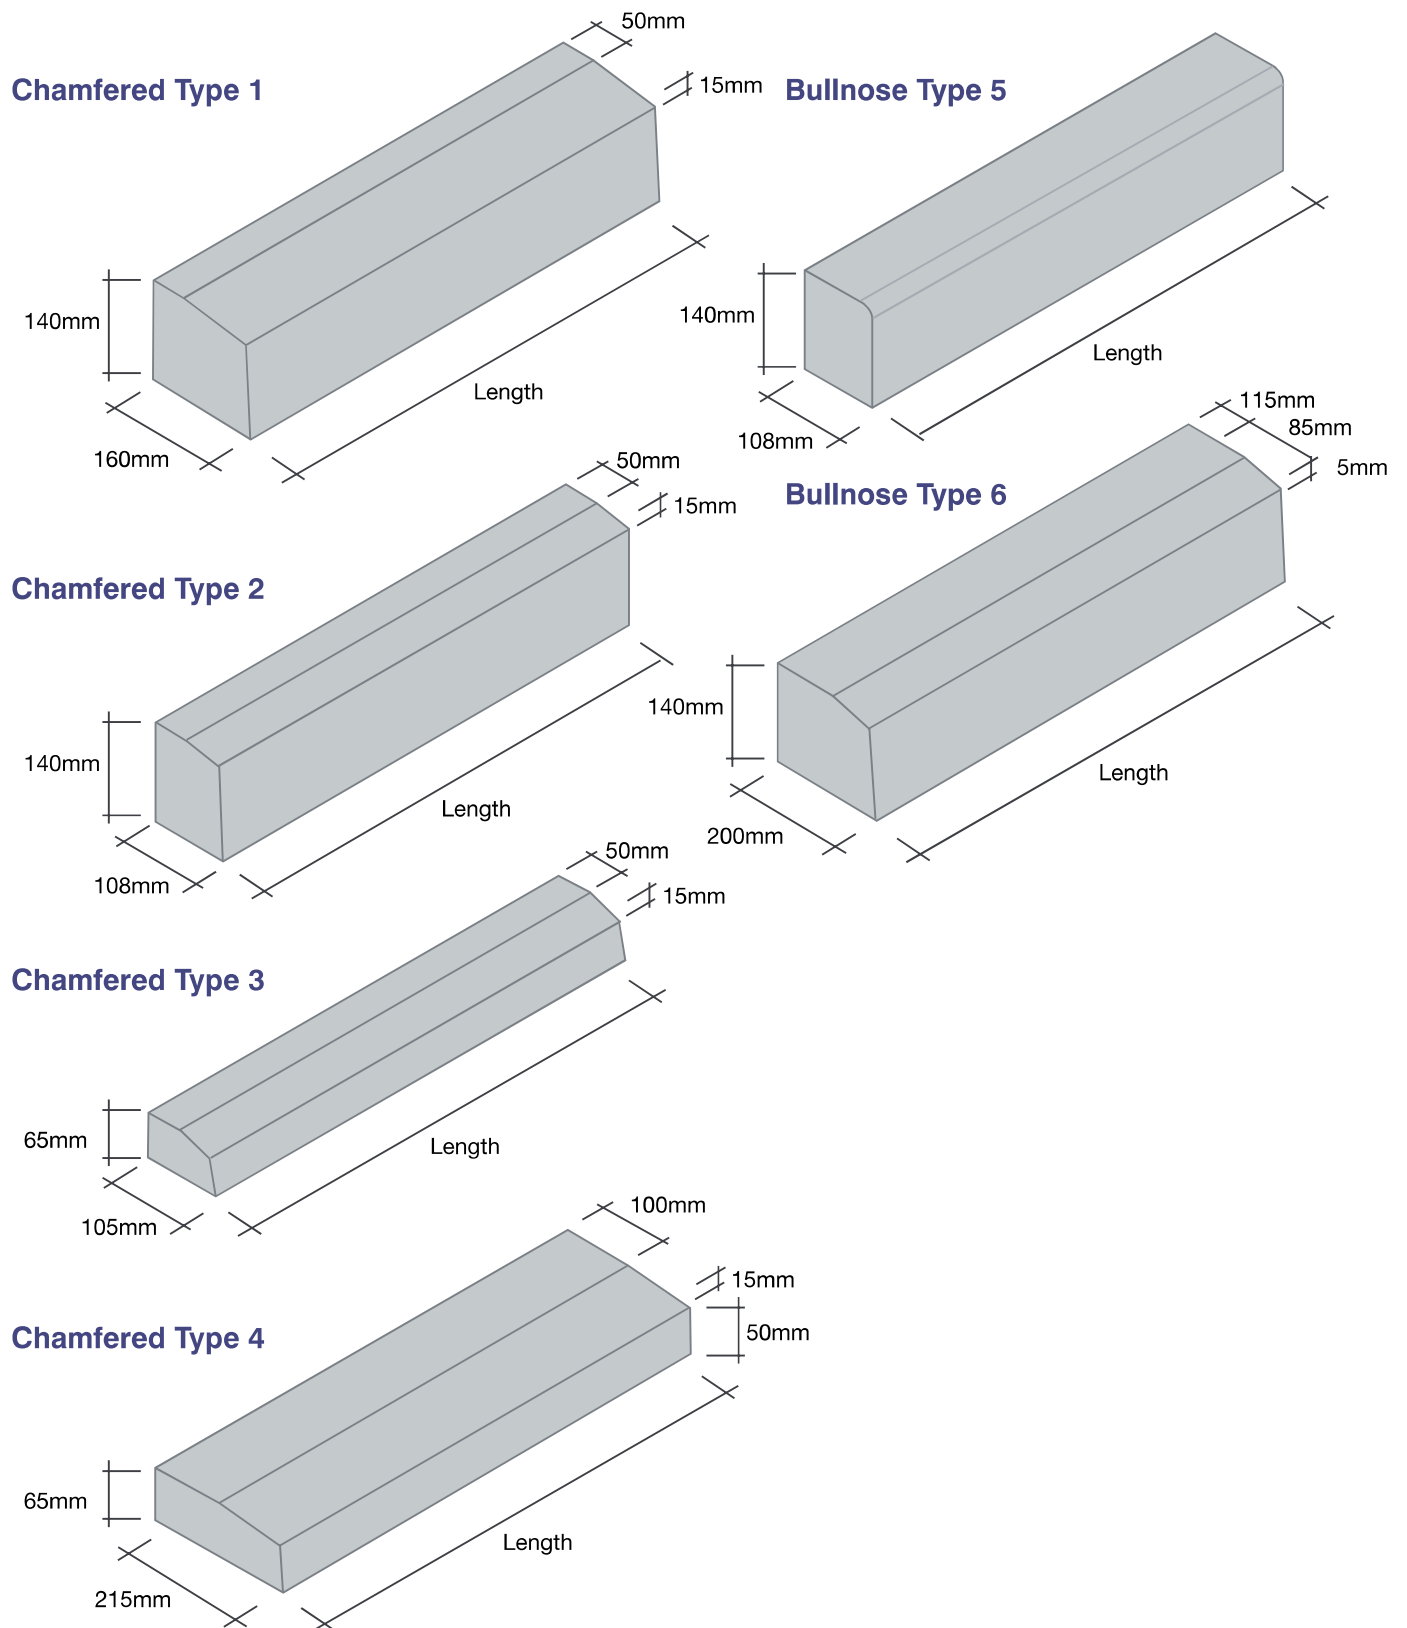 Chamfered Type 1
50mm
15mm
140mm
160mm
Length
Chamfered Type 2
50mm
15mm
140mm
108mm
Length
Chamfered Type 3
50mm
15mm
65mm
105mm
Length
Chamfered Type 4
100mm
15mm
50mm
65mm
215mm
Length
Bullnose Type 5
140mm
108mm
Length
Bullnose Type 6
115mm
85mm
5mm
140mm
200mm
Length